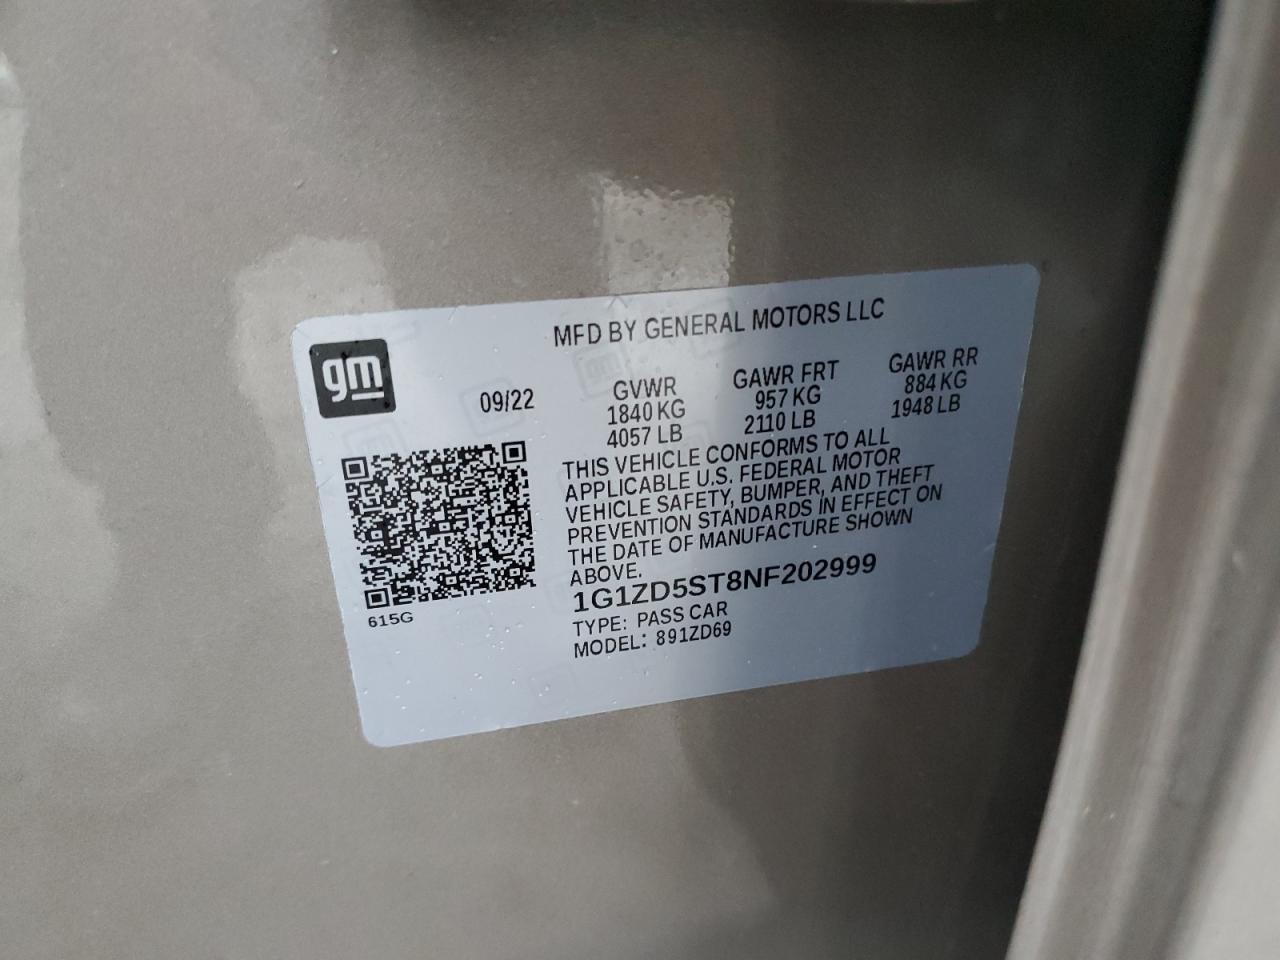 MFD BY GENERAL MOTORS LLC
gm
09/22
GVWR
1840 KG
4057 LB
GAWR FRT
957 KG
2110 LB
GAWR RR
884 KG
1948 LB
THIS VEHICLE CONFORMS TO ALL
APPLICABLE U.S. FEDERAL MOTOR
VEHICLE SAFETY, BUMPER, AND THEFT
PREVENTION STANDARDS IN EFFECT ON
THE DATE OF MANUFACTURE SHOWN
ABOVE.
1G1ZD5ST8NF202999
TYPE: PASS CAR
MODEL: 891ZD69
615G